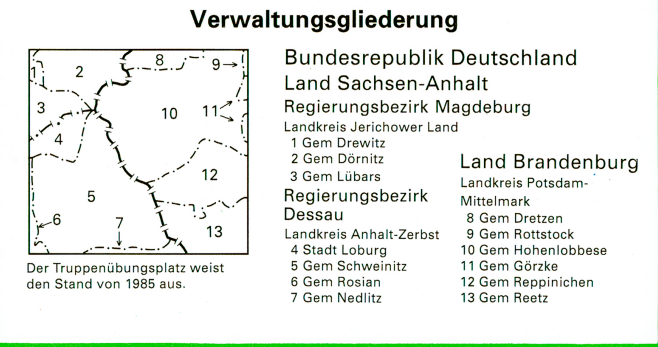 Verwaltungsgliederung
1
2
8
9
3
10
11
4
12
5
6
7
13
Der Truppenübungsplatz weist
den Stand von 1985 aus.
Bundesrepublik Deutschland
Land Sachsen-Anhalt
Regierungsbezirk Magdeburg
Landkreis Jerichower Land
1 Gem Drewitz
2 Gem Dörnitz
3 Gem Lübars
Regierungsbezirk
Dessau
Landkreis Anhalt-Zerbst
4 Stadt Loburg
5 Gem Schweinitz
6 Gem Rosian
7 Gem Nedlitz
Land Brandenburg
Landkreis Potsdam-
Mittelmark
8 Gem Dretzen
9 Gem Rottstock
10 Gem Hohenlobbese
11 Gem Görzke
12 Gem Reppinichen
13 Gem Reetz